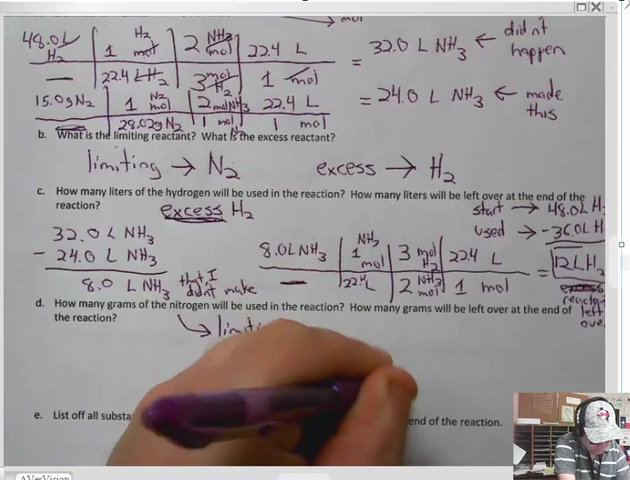 mol
48.0 L H₂ | 1 H₂ mol | 2 NH₃ mol | 22.4 L = 32.0 L NH₃ ← didn't happen
— | 22.4 L H₂ | 3 mol H₂ | 1 mol
15.0g N₂ | 1 N₂ mol | 2 mol NH₃ | 22.4 L = 24.0 L NH₃ ← made this
28.02g N₂ | 1 mol N₂ | 1 mol
b. What is the limiting reactant? What is the excess reactant?
limiting → N₂ excess → H₂
c. How many liters of the hydrogen will be used in the reaction? How many liters will be left over at the end of the
reaction?
excess H₂
start → 48.0 L H₂
used → -36.0 L H
32.0 L NH₃
- 24.0 L NH₃
8.0 L NH₃ that I didn't make
8.0 L NH₃ | 1 NH₃ mol | 3 mol H₂ | 22.4 L = 12 L H₂
— | 22.4 L | 2 NH₃ mol | 1 mol
excess
left over
d. How many grams of the nitrogen will be used in the reaction? How many grams will be left over at the end of
the reaction?
e. List off all substa
end of the reaction.
AVerVision